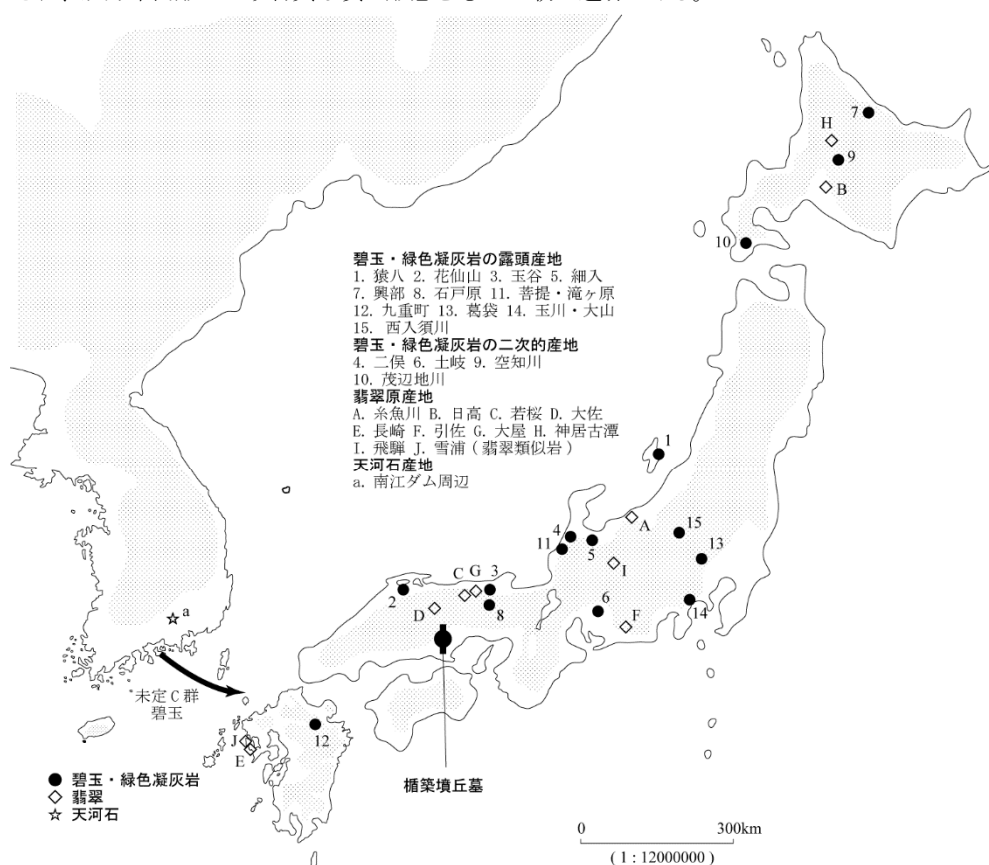 碧玉・緑色凝灰岩の露頭産地
1. 猿八 2. 花仙山 3. 玉谷 5. 細入
7. 興部 8. 石戸原 11. 菩提・滝ヶ原
12. 九重町 13. 葛袋 14. 玉川・大山
15. 西入須川
碧玉・緑色凝灰岩の二次的産地
4. 二俣 6. 土岐 9. 空知川
10. 茂辺地川
翡翠原産地
A. 糸魚川 B. 日高 C. 若桜 D. 大佐
E. 長崎 F. 引佐 G. 大屋 H. 神居古潭
I. 飛騨 J. 雪浦(翡翠類似岩)
天河石産地
a. 南江ダム周辺
7
H
9
B
10
1
A
4
11
5
15
13
I
C
G
3
2
D
8
6
F
14
a
未定C群
碧玉
J
E
12
楯築墳丘墓
● 碧玉・緑色凝灰岩
◇ 翡翠
☆ 天河石
0 300km
( 1 : 12000000 )